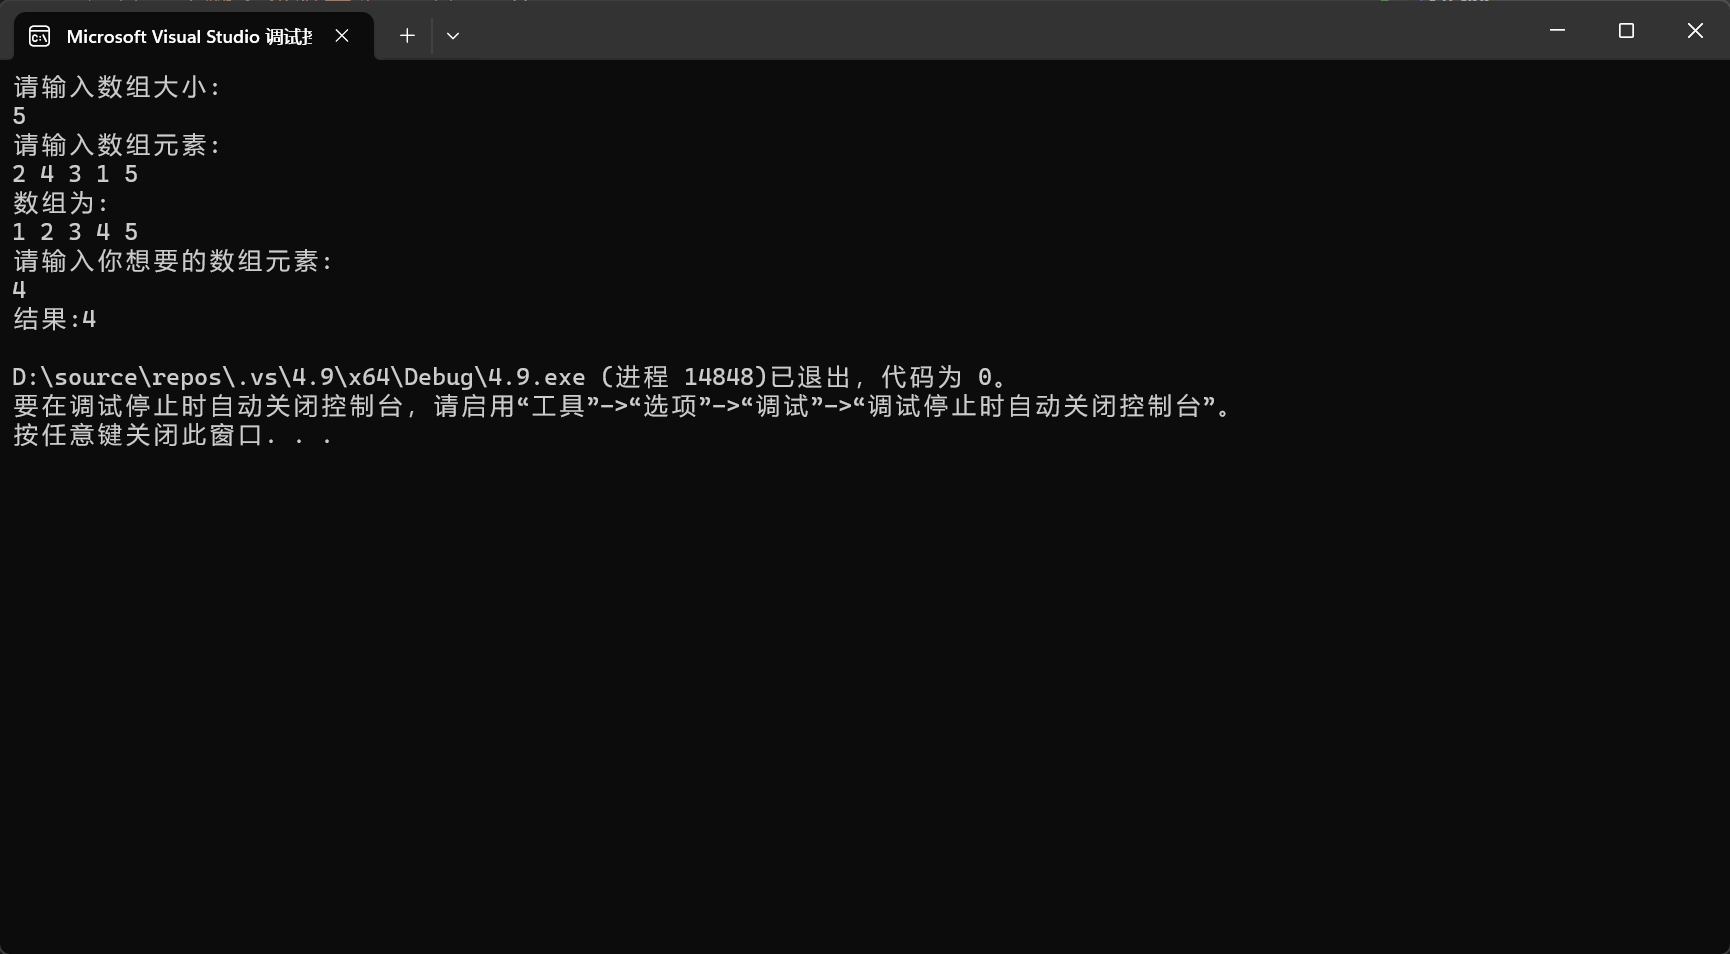 Microsoft Visual Studio 调试
请输入数组大小:
5
请输入数组元素:
2 4 3 1 5
数组为:
1 2 3 4 5
请输入你想要的数组元素:
4
结果:4
D:\source\repos\.vs\4.9\x64\Debug\4.9.exe (进程 14848)已退出，代码为 0。
要在调试停止时自动关闭控制台，请启用“工具”->“选项”->“调试”->“调试停止时自动关闭控制台”。
按任意键关闭此窗口. . .